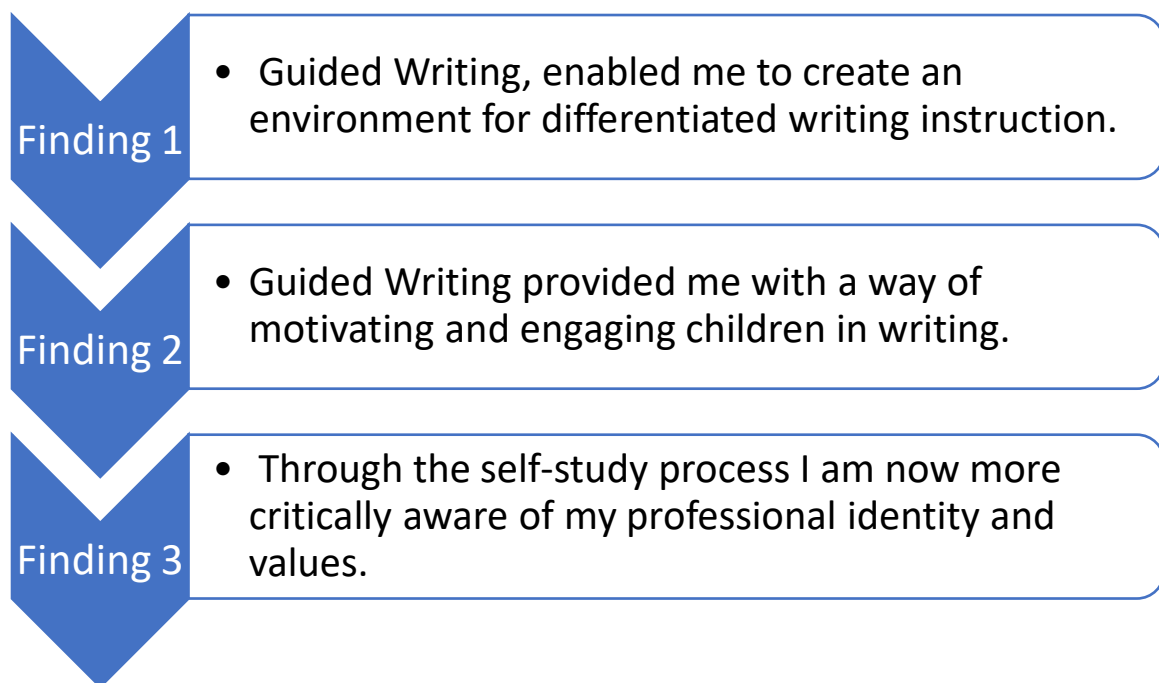 Finding 1
• Guided Writing, enabled me to create an
environment for differentiated writing instruction.
Finding 2
• Guided Writing provided me with a way of
motivating and engaging children in writing.
Finding 3
• Through the self-study process I am now more
critically aware of my professional identity and
values.